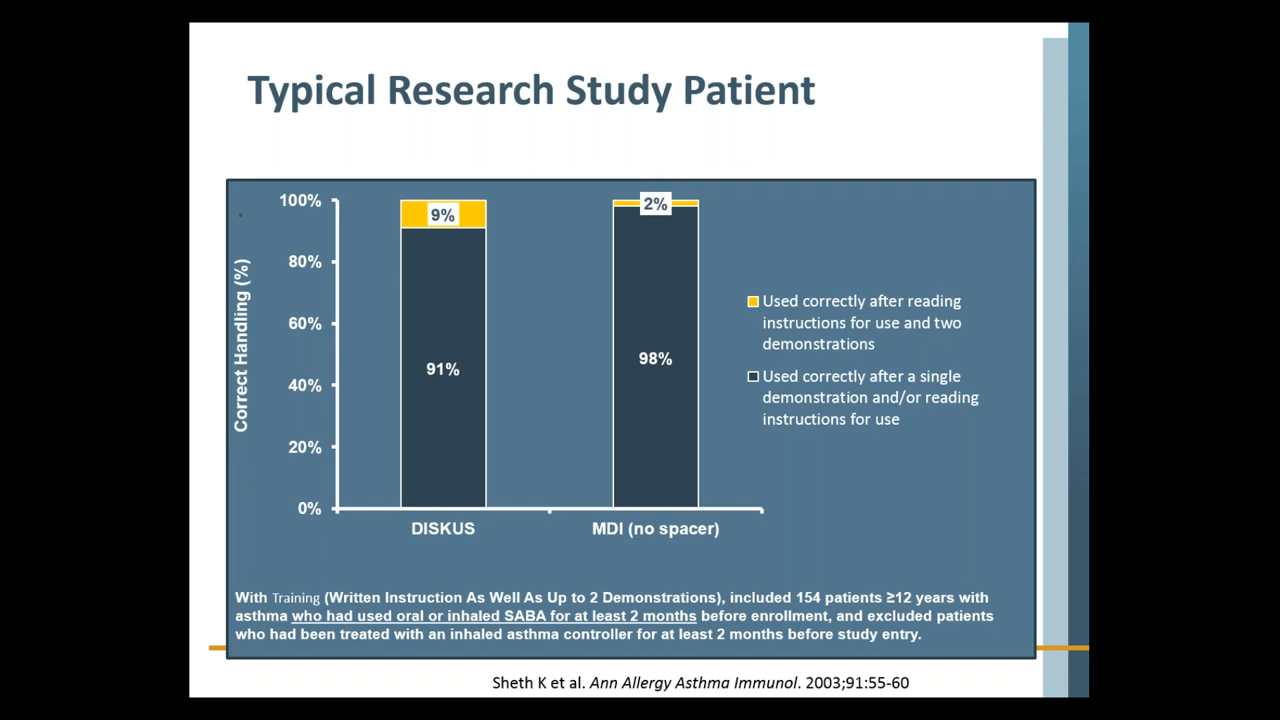 Typical Research Study Patient
100%
80%
60%
40%
20%
0%
Correct Handling (%)
9%
91%
2%
98%
DISKUS
MDI (no spacer)
Used correctly after reading
instructions for use and two
demonstrations
Used correctly after a single
demonstration and/or reading
instructions for use
With Training (Written Instruction As Well As Up to 2 Demonstrations), included 154 patients ≥12 years with
asthma who had used oral or inhaled SABA for at least 2 months before enrollment, and excluded patients
who had been treated with an inhaled asthma controller for at least 2 months before study entry.
Sheth K et al. Ann Allergy Asthma Immunol. 2003;91:55-60